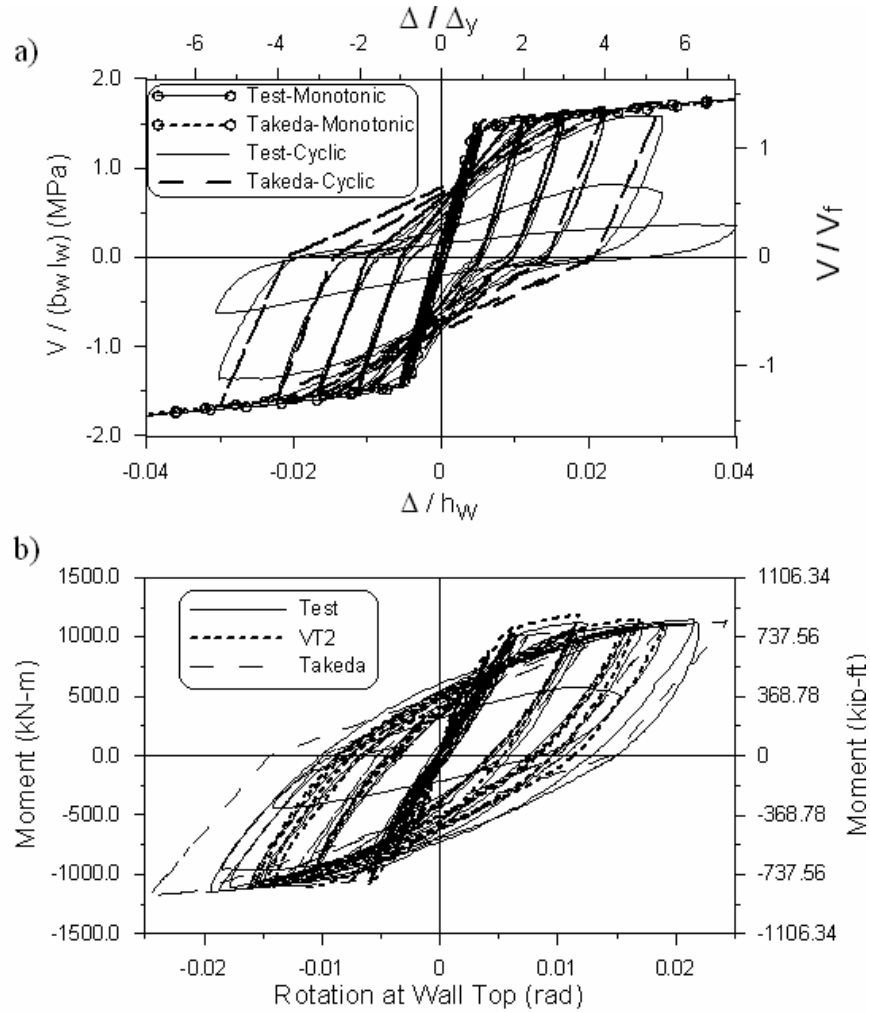 Δ / Δy
-6 -4 -2 0 2 4 6
a)
2.0
1.0
0.0
-1.0
-2.0
V / (bw lw) (MPa)
Test-Monotonic
Takeda-Monotonic
Test-Cyclic
Takeda-Cyclic
1
0
-1
V / Vf
-0.04 -0.02 0 0.02 0.04
Δ / hw
b)
1500.0
1000.0
500.0
0.0
-500.0
-1000.0
-1500.0
Moment (kN-m)
Test
VT2
Takeda
1106.34
737.56
368.78
0
-368.78
-737.56
-1106.34
Moment (kip-ft)
-0.02 -0.01 0 0.01 0.02
Rotation at Wall Top (rad)